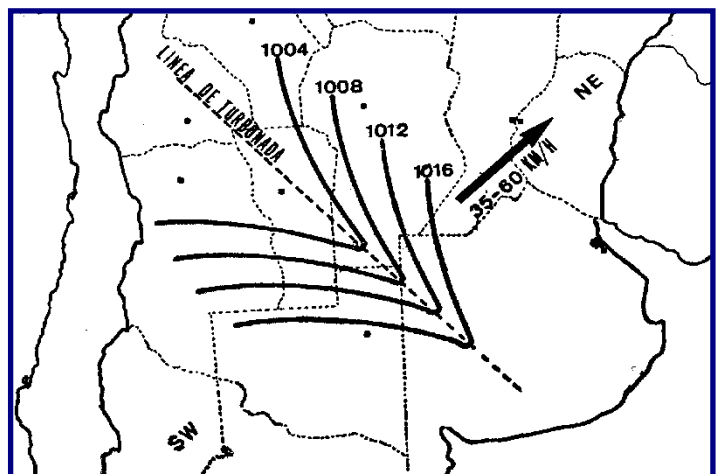 1004
LINEA DE TURBONADA
1008
1012
1016
NE
35-60 KM/H
SW